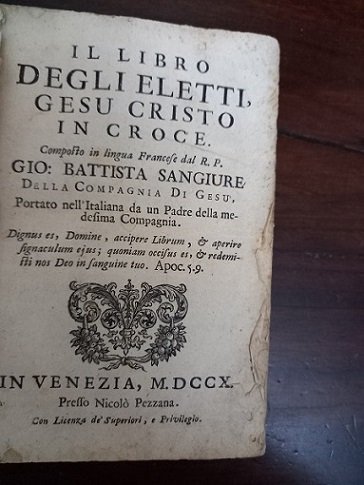 IL LIBRO
DEGLI ELETTI,
GESU CRISTO
IN CROCE.
Composto in lingua Francese dal R. P.
GIO: BATTISTA SANGIURE
DELLA COMPAGNIA DI GESU,
Portato nell'Italiana da un Padre della me-
desima Compagnia.
Dignus es, Domine, accipere Librum, & aperire
signaculum ejus; quoniam occisus es, & redemi-
sti nos Deo in sanguine tuo. Apoc. 5.9.
IN VENEZIA, M.DCCX.
Presso Nicolò Pezzana.
Con Licenza de' Superiori, e Privilegio.